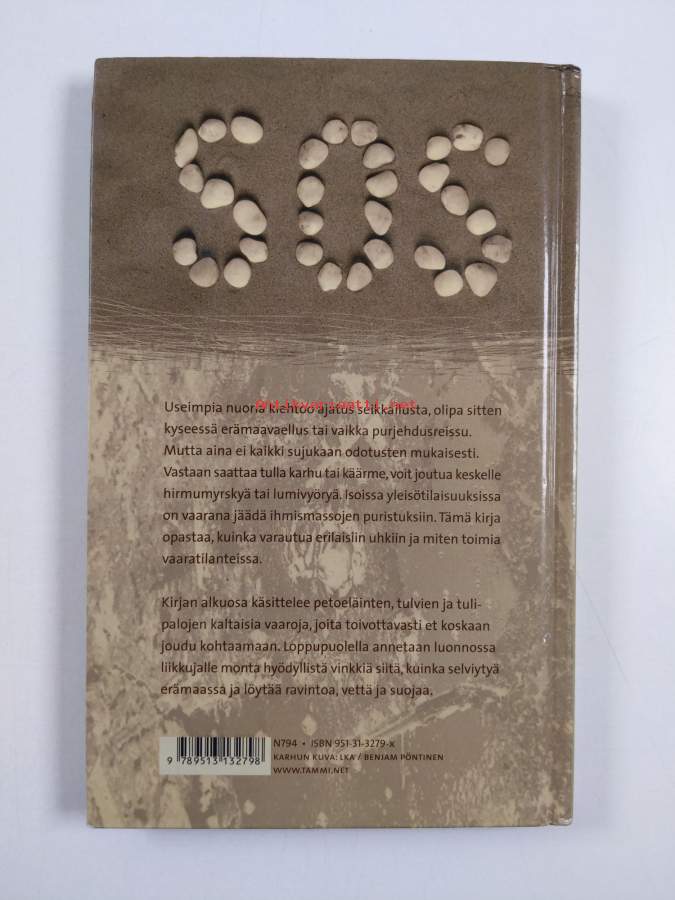 SOS
Antikvariaatti.net
Useimpia nuoria kiehtoo ajatus seikkailusta, olipa sitten
kyseessä erämaavaellus tai vaikka purjehdusreissu.
Mutta aina ei kaikki sujukaan odotusten mukaisesti.
Vastaan saattaa tulla karhu tai käärme, voit joutua keskelle
hirmumyrskyä tai lumivyöryä. Isoissa yleisötilaisuuksissa
on vaarana jäädä ihmismassojen puristuksiin. Tämä kirja
opastaa, kuinka varautua erilaisiin uhkiin ja miten toimia
vaaratilanteissa.
Kirjan alkuosa käsittelee petoeläinten, tulvien ja tuli-
palojen kaltaisia vaaroja, joita toivottavasti et koskaan
joudu kohtaamaan. Loppupuolella annetaan luonnossa
liikkujalle monta hyödyllistä vinkkiä siitä, kuinka selviytyä
erämaassa ja löytää ravintoa, vettä ja suojaa.
N794 • ISBN 951-31-3279-X
KARHUN KUVA: LKA / BENJAM PÖNTINEN
WWW.TAMMI.NET
9 789513 132798